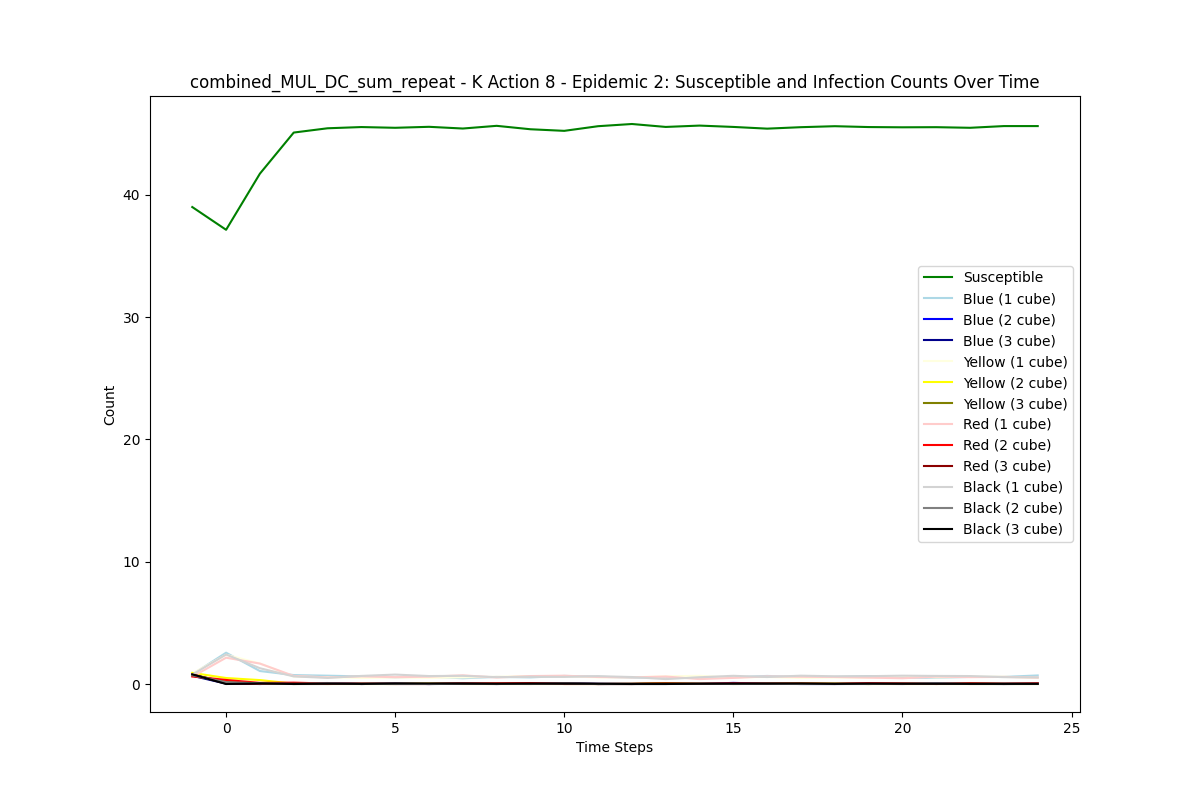 combined_MUL_DC_sum_repeat - K Action 8 - Epidemic 2: Susceptible and Infection Counts Over Time
Count
40
30
20
10
0
Susceptible
Blue (1 cube)
Blue (2 cube)
Blue (3 cube)
Yellow (1 cube)
Yellow (2 cube)
Yellow (3 cube)
Red (1 cube)
Red (2 cube)
Red (3 cube)
Black (1 cube)
Black (2 cube)
Black (3 cube)
0 5 10 15 20 25
Time Steps